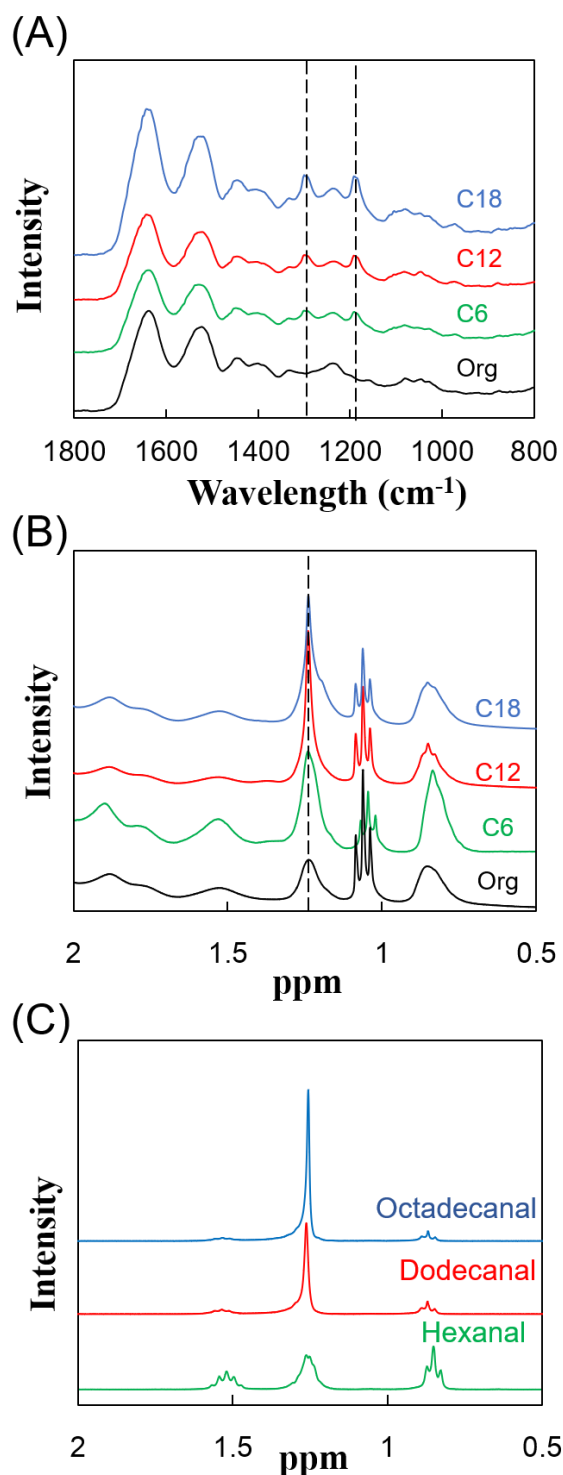 (A)
Intensity
C18
C12
C6
Org
1800 1600 1400 1200 1000 800
Wavelength (cm-1)
(B)
Intensity
C18
C12
C6
Org
2 1.5 1 0.5
ppm
(C)
Intensity
Octadecanal
Dodecanal
Hexanal
2 1.5 1 0.5
ppm